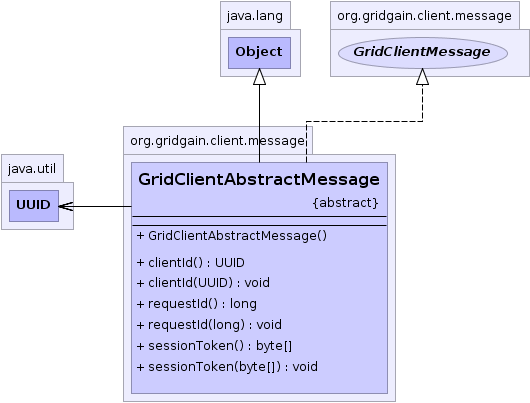 java.lang
Object
org.gridgain.client.message
GridClientMessage
org.gridgain.client.message
java.util
UUID
GridClientAbstractMessage
{abstract}
+ GridClientAbstractMessage()
+ clientId() : UUID
+ clientId(UUID) : void
+ requestId() : long
+ requestId(long) : void
+ sessionToken() : byte[]
+ sessionToken(byte[]) : void